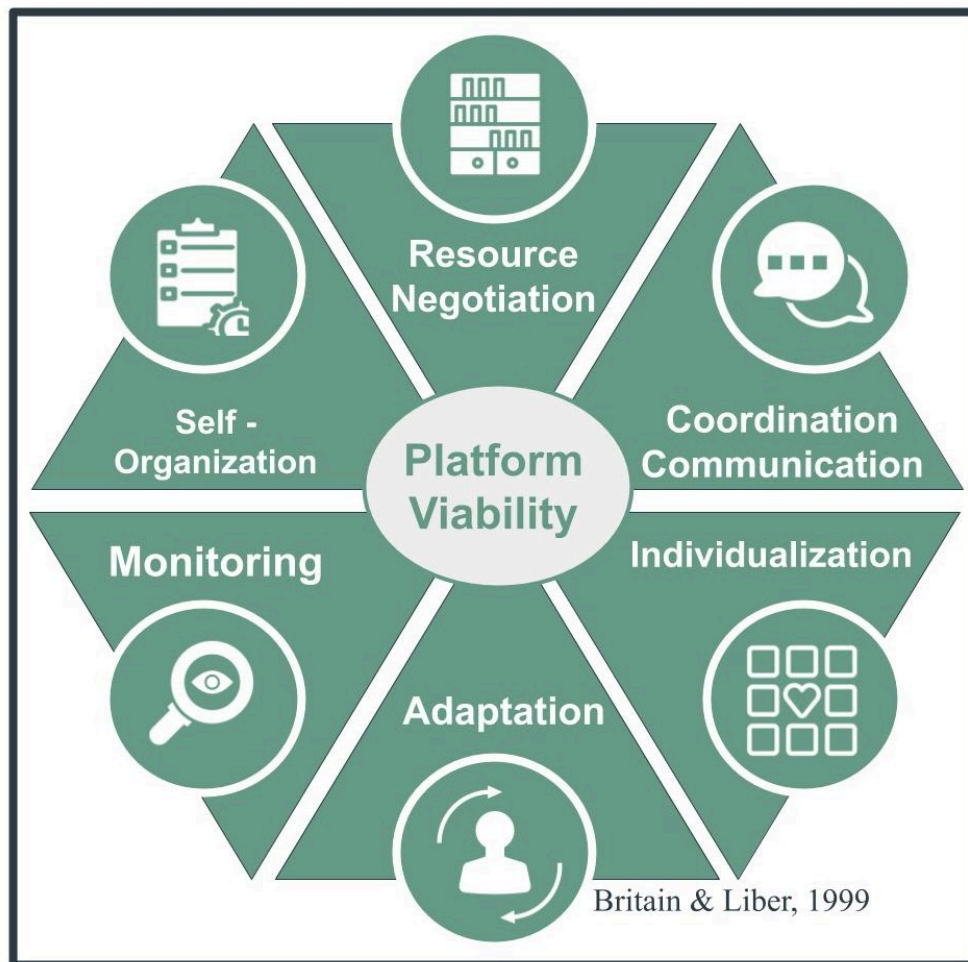 Resource
Negotiation
Self -
Organization
Coordination
Communication
Platform
Viability
Monitoring
Individualization
Adaptation
Britain & Liber, 1999